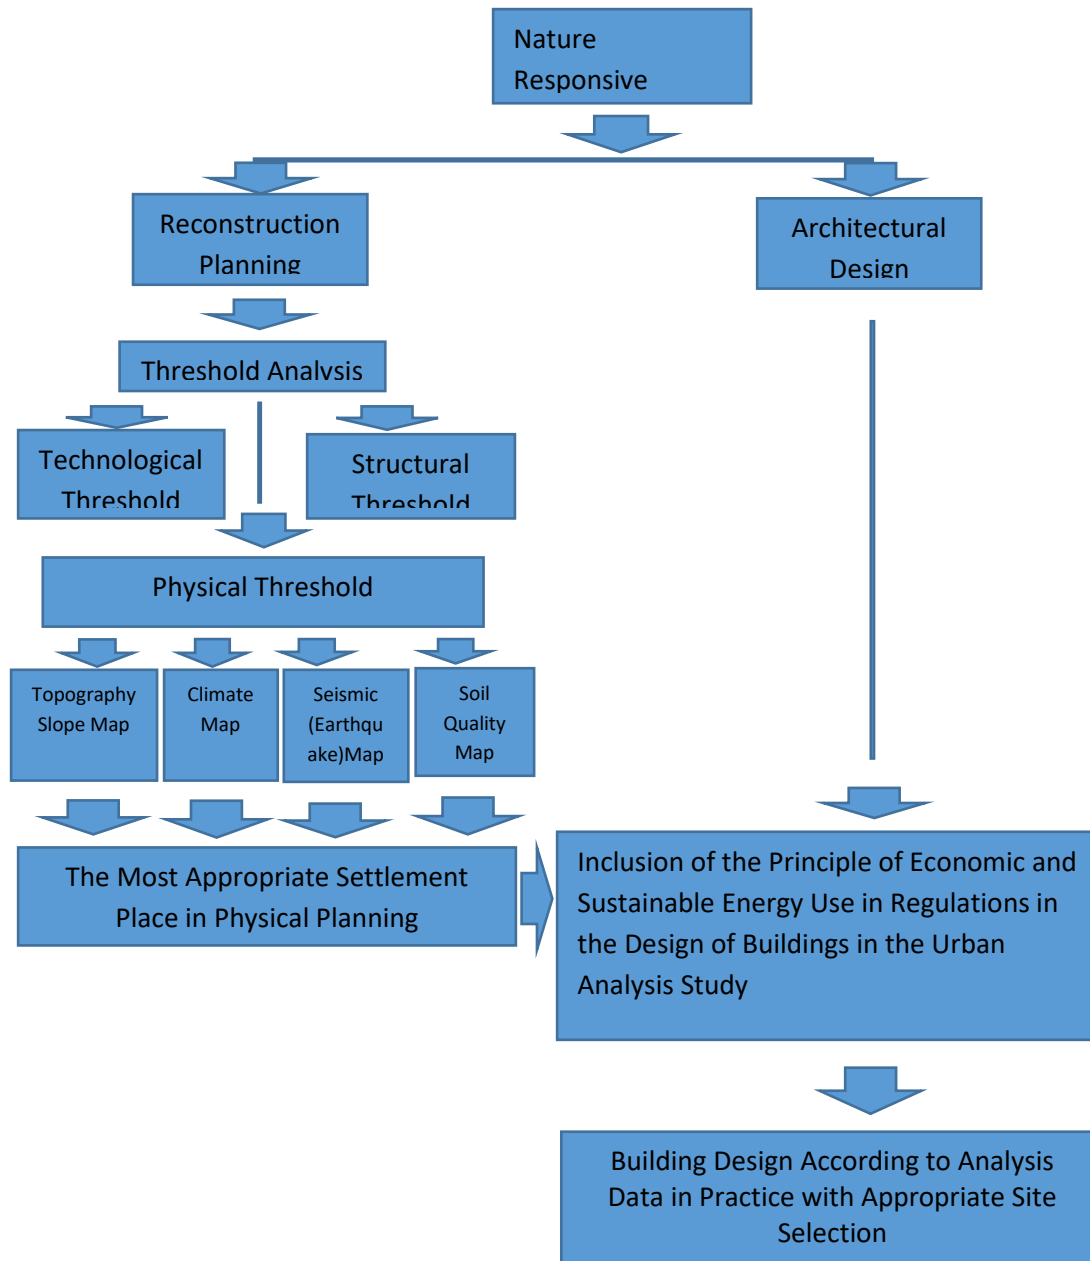 Nature
Responsive
Reconstruction
Planning
Architectural
Design
Threshold Analysis
Technological
Threshold
Structural
Threshold
Physical Threshold
Topography
Slope Map
Climate
Map
Seismic
(Earthqu
ake)Map
Soil
Quality
Map
The Most Appropriate Settlement
Place in Physical Planning
Inclusion of the Principle of Economic and
Sustainable Energy Use in Regulations in
the Design of Buildings in the Urban
Analysis Study
Building Design According to Analysis
Data in Practice with Appropriate Site
Selection